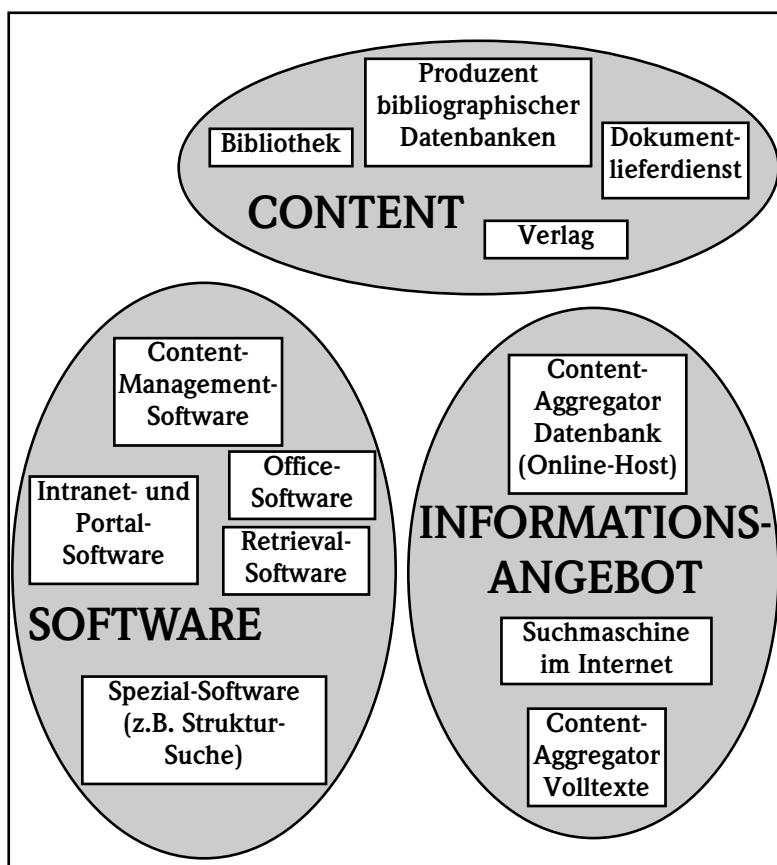 Produzent
bibliographischer
Datenbanken
Bibliothek
Dokument-
lieferdienst
CONTENT
Verlag
Content-
Management-
Software
Office-
Software
Intranet- und
Portal-
Software
Retrieval-
Software
SOFTWARE
Spezial-Software
(z.B. Struktur-
Suche)
Content-
Aggregator
Datenbank
(Online-Host)
INFORMATIONS-
ANGEBOT
Suchmaschine
im Internet
Content-
Aggregator
Volltexte